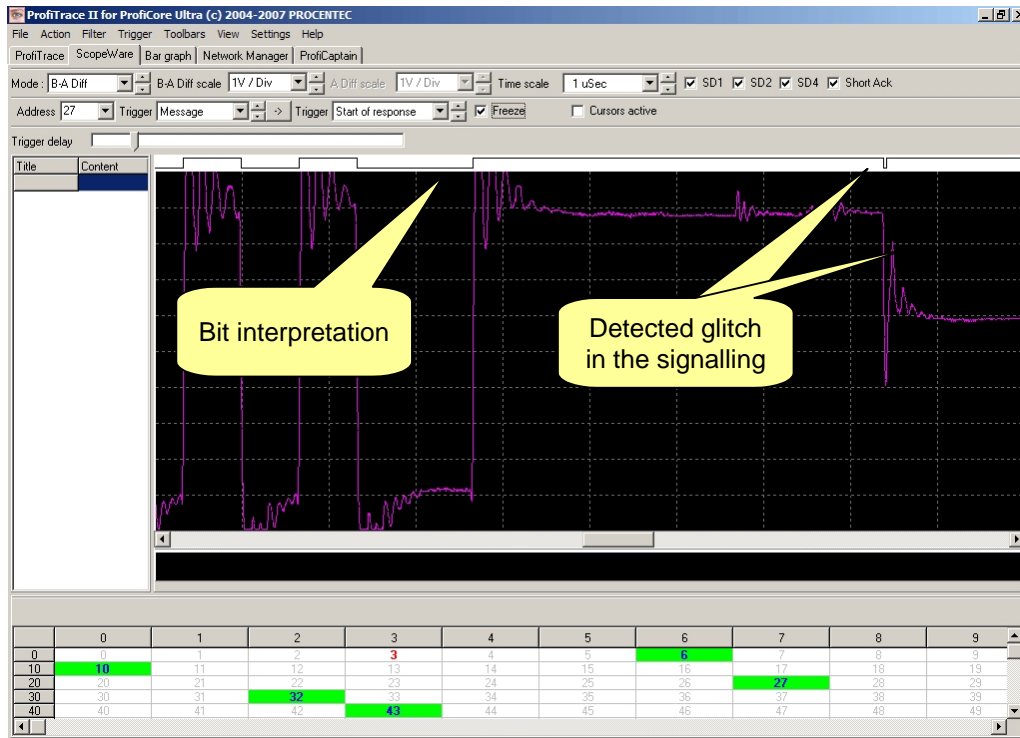 ProfiTrace II for ProfiCore Ultra (c) 2004-2007 PROCENTEC
File Action Filter Trigger Toolbars View Settings Help
ProfiTrace ScopeWare Bar graph Network Manager ProfiCaptain
Mode : B-A Diff B-A Diff scale 1V / Div A Diff scale 1V / Div Time scale 1 uSec SD1 SD2 SD4 Short Ack
Address 27 Trigger Message -> Trigger Start of response Freeze Cursors active
Trigger delay
Title Content
Bit interpretation
Detected glitch
in the signalling
0 1 2 3 4 5 6 7 8 9
0 0 1 2 3 4 5 6 7 8 9
10 10 11 12 13 14 15 16 17 18 19
20 20 21 22 23 24 25 26 27 28 29
30 30 31 32 33 34 35 36 37 38 39
40 40 41 42 43 44 45 46 47 48 49